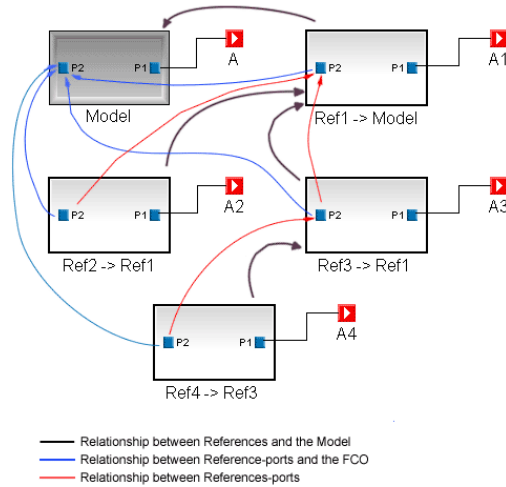 P2 P1
A
Model
P2 P1
A1
Ref1 -> Model
P2 P1
A2
Ref2 -> Ref1
P2 P1
A3
Ref3 -> Ref1
P2 P1
A4
Ref4 -> Ref3
Relationship between References and the Model
Relationship between Reference-ports and the FCO
Relationship between References-ports